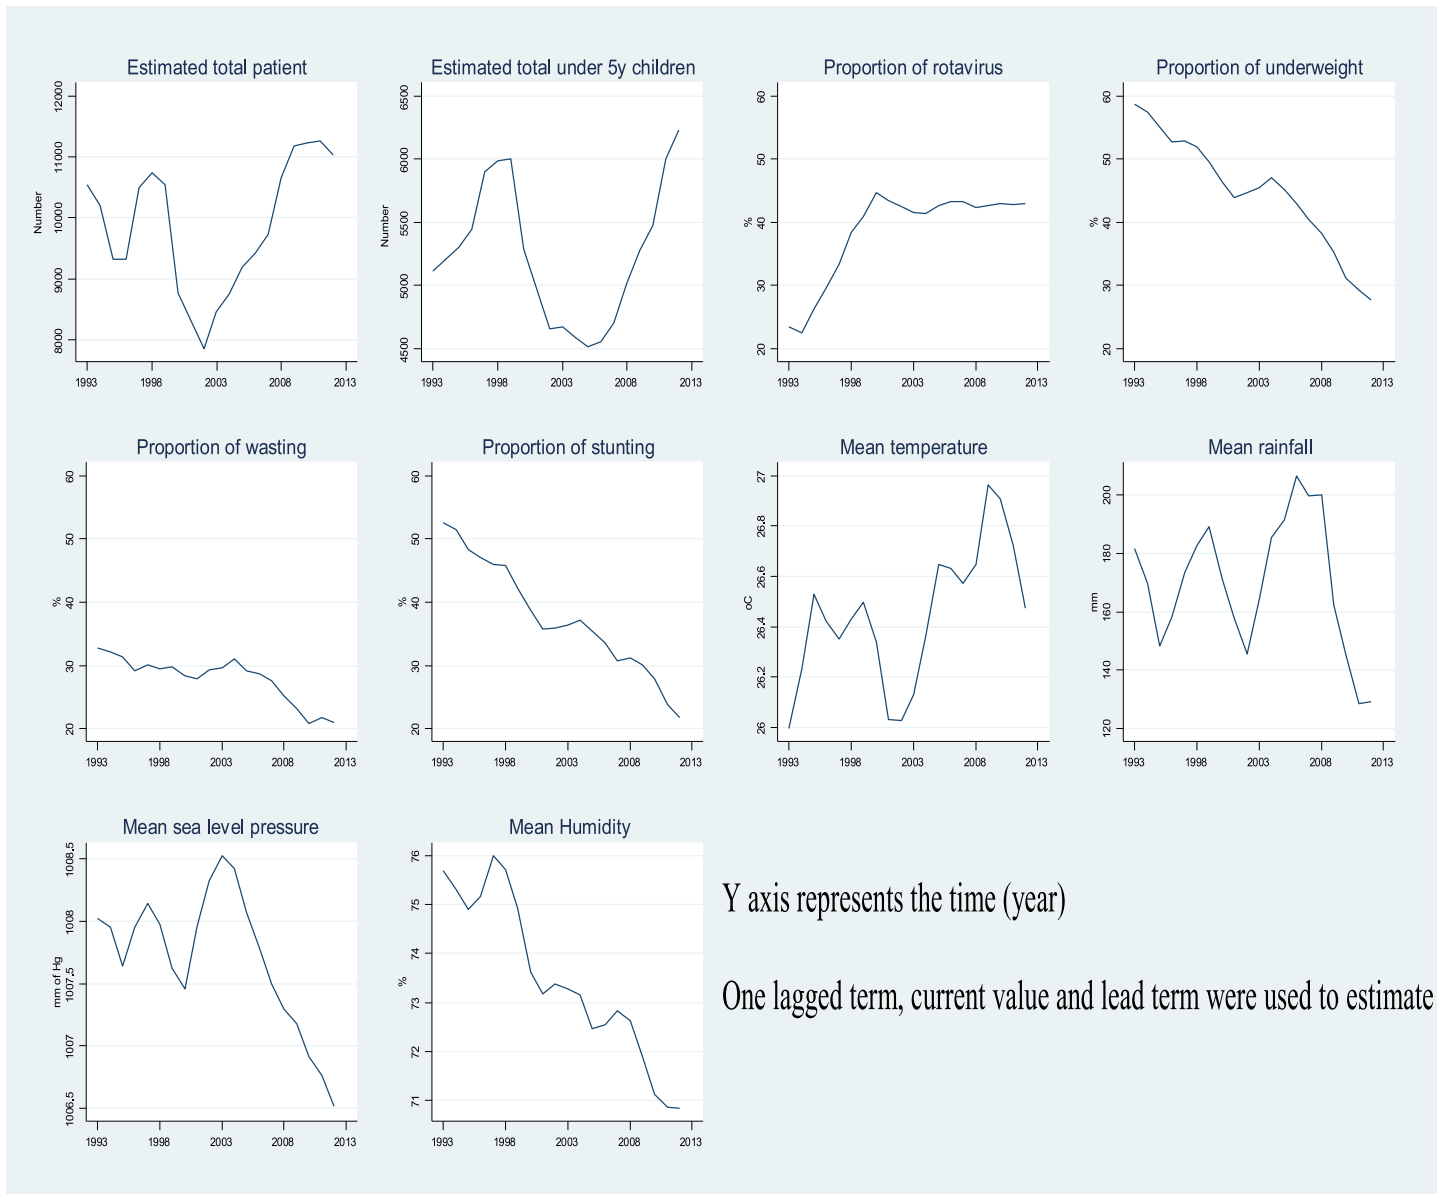 Estimated total patient
Number
12000
11000
10000
9000
8000
1993 1998 2003 2008 2013
Estimated total under 5y children
Number
6500
6000
5500
5000
4500
1993 1998 2003 2008 2013
Proportion of rotavirus
%
60
50
40
30
20
1993 1998 2003 2008 2013
Proportion of underweight
%
60
50
40
30
20
1993 1998 2003 2008 2013
Proportion of wasting
%
60
50
40
30
20
1993 1998 2003 2008 2013
Proportion of stunting
%
60
50
40
30
20
1993 1998 2003 2008 2013
Mean temperature
oC
27
26.8
26.6
26.4
26.2
26
1993 1998 2003 2008 2013
Mean rainfall
mm
200
180
160
140
120
1993 1998 2003 2008 2013
Mean sea level pressure
mm of Hg
1008.5
1008
1007.5
1007
1006.5
1993 1998 2003 2008 2013
Mean Humidity
%
76
75
74
73
72
71
1993 1998 2003 2008 2013
Y axis represents the time (year)
One lagged term, current value and lead term were used to estimate